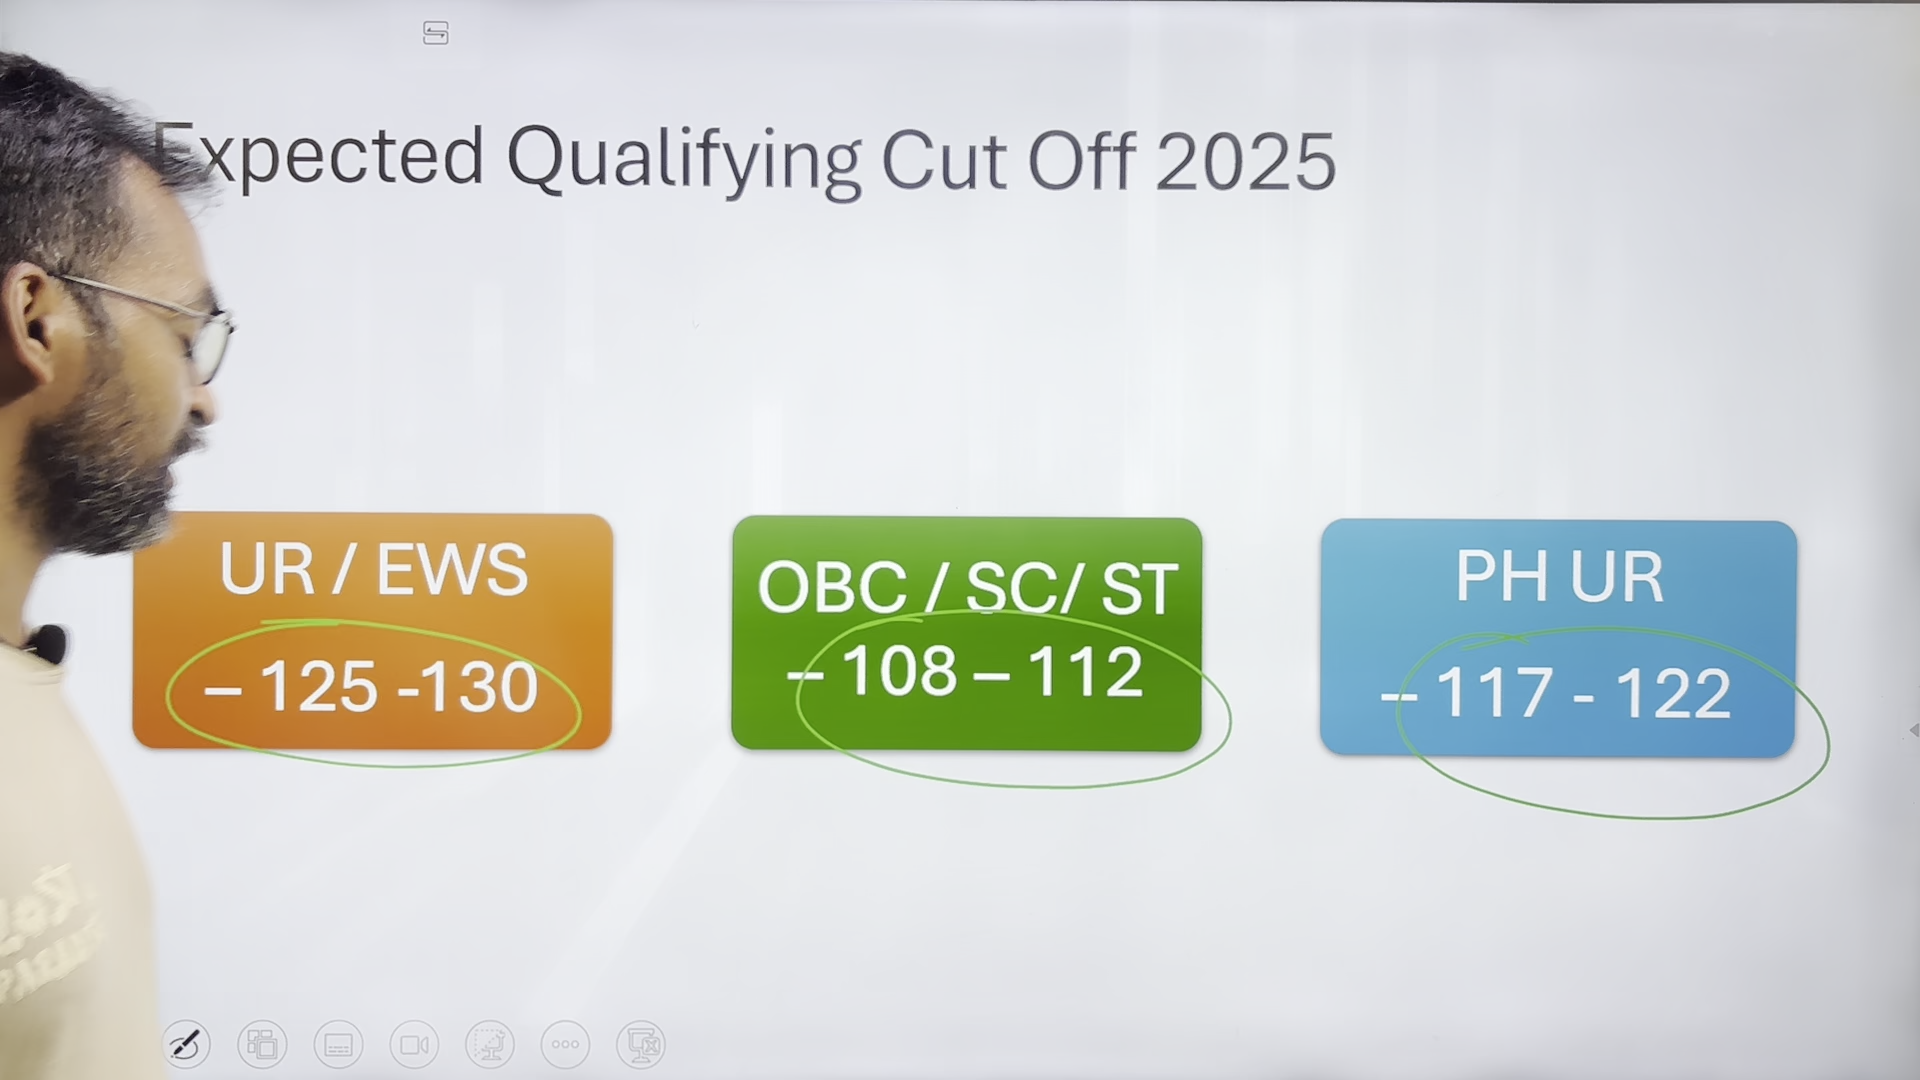 Expected Qualifying Cut Off 2025
UR / EWS
– 125 -130
OBC / SC/ ST
– 108 – 112
PH UR
– 117 - 122